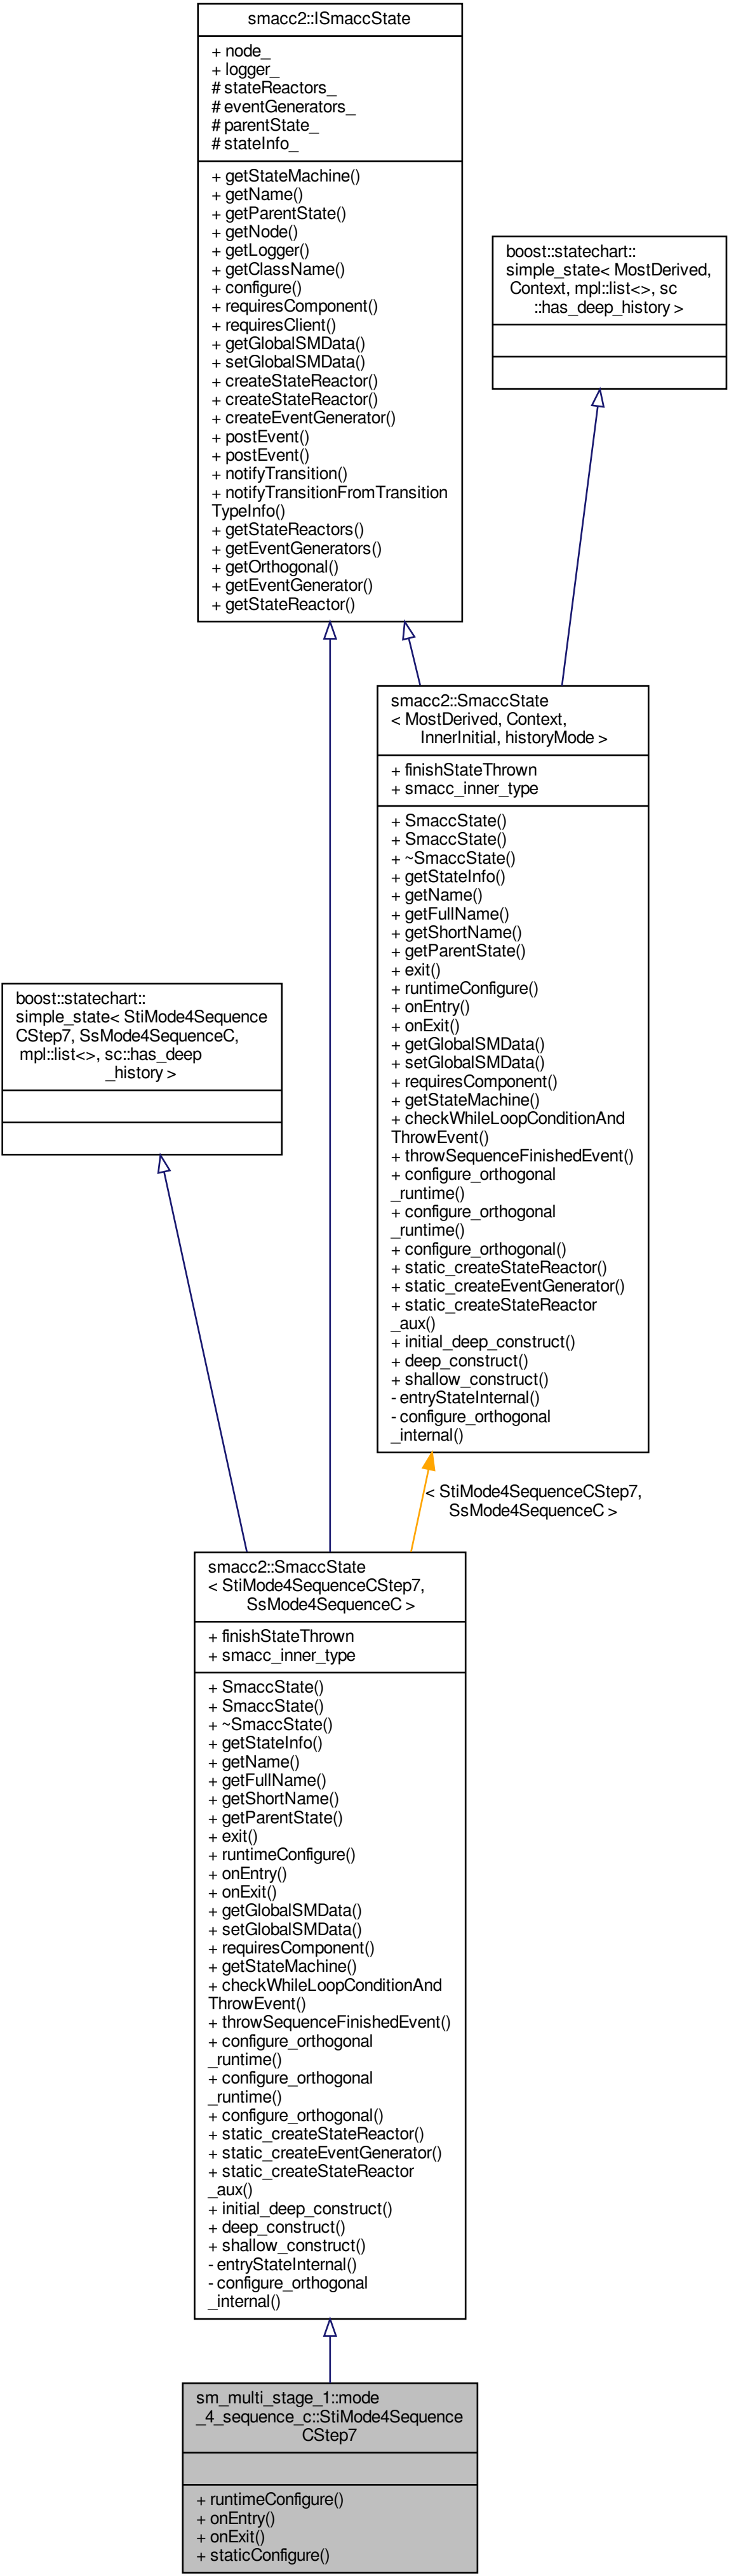 smacc2::ISmaccState
+ node_
+ logger_
# stateReactors_
# eventGenerators_
# parentState_
# stateInfo_
+ getStateMachine()
+ getName()
+ getParentState()
+ getNode()
+ getLogger()
+ getClassName()
+ configure()
+ requiresComponent()
+ requiresClient()
+ getGlobalSMData()
+ setGlobalSMData()
+ createStateReactor()
+ createStateReactor()
+ createEventGenerator()
+ postEvent()
+ postEvent()
+ notifyTransition()
+ notifyTransitionFromTransition
TypeInfo()
+ getStateReactors()
+ getEventGenerators()
+ getOrthogonal()
+ getEventGenerator()
+ getStateReactor()
boost::statechart::
simple_state< MostDerived,
Context, mpl::list<>, sc
::has_deep_history >
smacc2::SmaccState
< MostDerived, Context,
InnerInitial, historyMode >
+ finishStateThrown
+ smacc_inner_type
+ SmaccState()
+ SmaccState()
+ ~SmaccState()
+ getStateInfo()
+ getName()
+ getFullName()
+ getShortName()
+ getParentState()
+ exit()
+ runtimeConfigure()
+ onEntry()
+ onExit()
+ getGlobalSMData()
+ setGlobalSMData()
+ requiresComponent()
+ getStateMachine()
+ checkWhileLoopConditionAnd
ThrowEvent()
+ throwSequenceFinishedEvent()
+ configure_orthogonal
_runtime()
+ configure_orthogonal
_runtime()
+ configure_orthogonal()
+ static_createStateReactor()
+ static_createEventGenerator()
+ static_createStateReactor
_aux()
+ initial_deep_construct()
+ deep_construct()
+ shallow_construct()
- entryStateInternal()
- configure_orthogonal
_internal()
boost::statechart::
simple_state< StiMode4Sequence
CStep7, SsMode4SequenceC,
mpl::list<>, sc::has_deep
_history >
< StiMode4SequenceCStep7,
SsMode4SequenceC >
smacc2::SmaccState
< StiMode4SequenceCStep7,
SsMode4SequenceC >
+ finishStateThrown
+ smacc_inner_type
+ SmaccState()
+ SmaccState()
+ ~SmaccState()
+ getStateInfo()
+ getName()
+ getFullName()
+ getShortName()
+ getParentState()
+ exit()
+ runtimeConfigure()
+ onEntry()
+ onExit()
+ getGlobalSMData()
+ setGlobalSMData()
+ requiresComponent()
+ getStateMachine()
+ checkWhileLoopConditionAnd
ThrowEvent()
+ throwSequenceFinishedEvent()
+ configure_orthogonal
_runtime()
+ configure_orthogonal
_runtime()
+ configure_orthogonal()
+ static_createStateReactor()
+ static_createEventGenerator()
+ static_createStateReactor
_aux()
+ initial_deep_construct()
+ deep_construct()
+ shallow_construct()
- entryStateInternal()
- configure_orthogonal
_internal()
sm_multi_stage_1::mode
_4_sequence_c::StiMode4Sequence
CStep7
+ runtimeConfigure()
+ onEntry()
+ onExit()
+ staticConfigure()